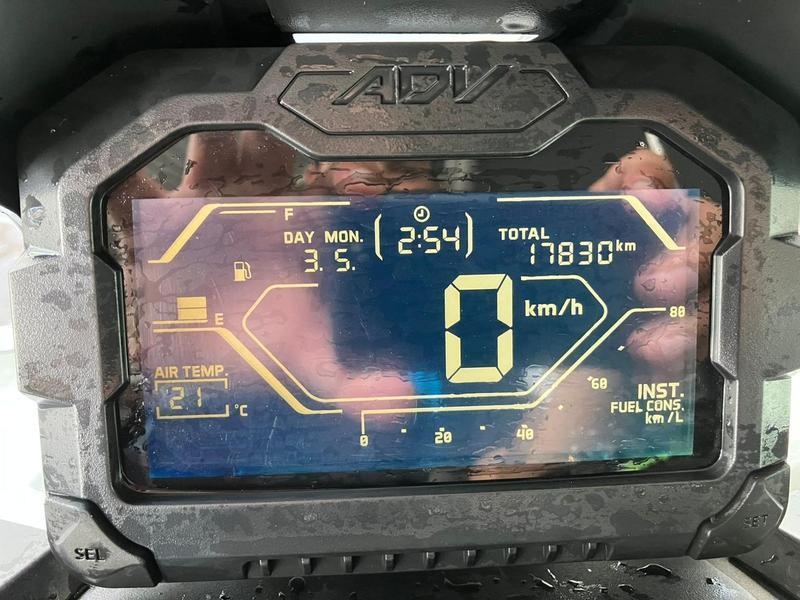 ADV
F
DAY MON.
3. 5.
2:54
TOTAL
17830km
E
0 km/h
80
AIR TEMP.
21 °C
0 20 40 60
INST.
FUEL CONS.
km/L
SEL
SET